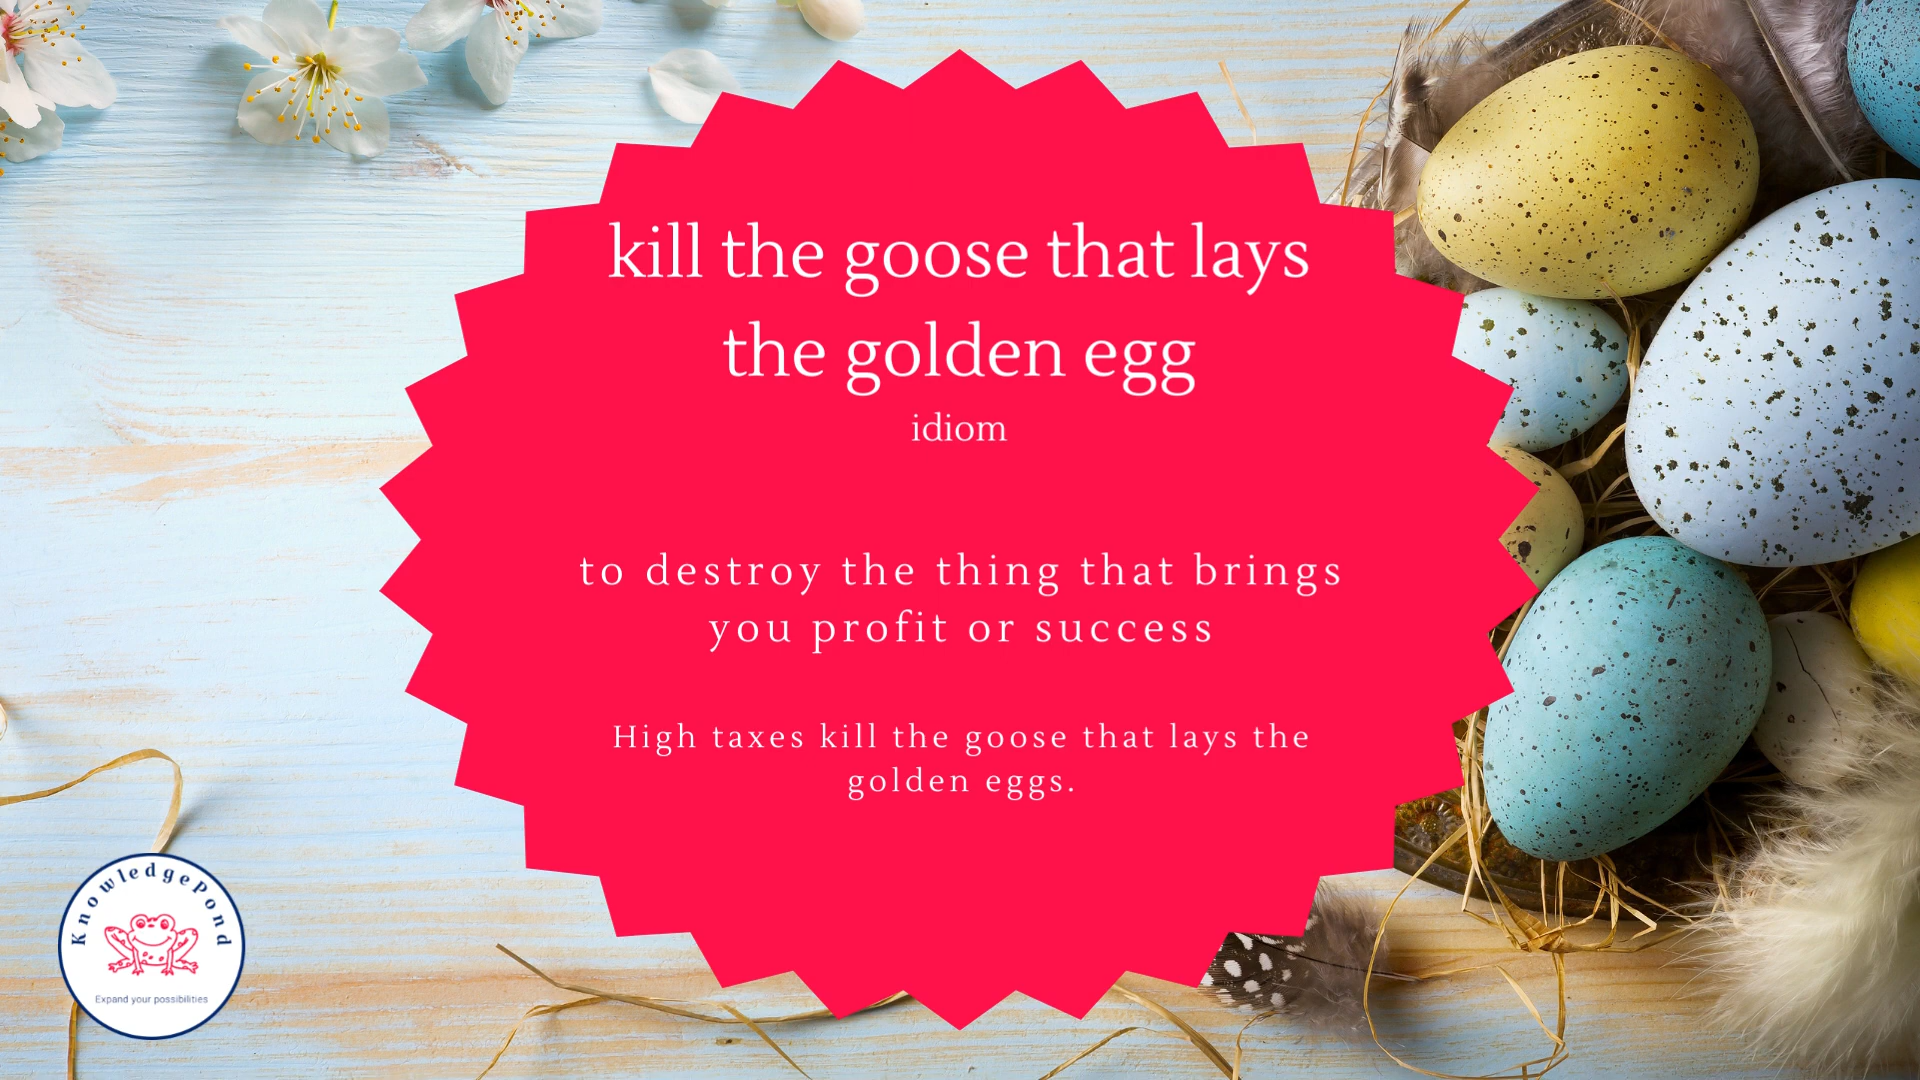 kill the goose that lays
the golden egg
idiom
to destroy the thing that brings
you profit or success
High taxes kill the goose that lays the
golden eggs.
KnowledgePond
Expand your possibilities